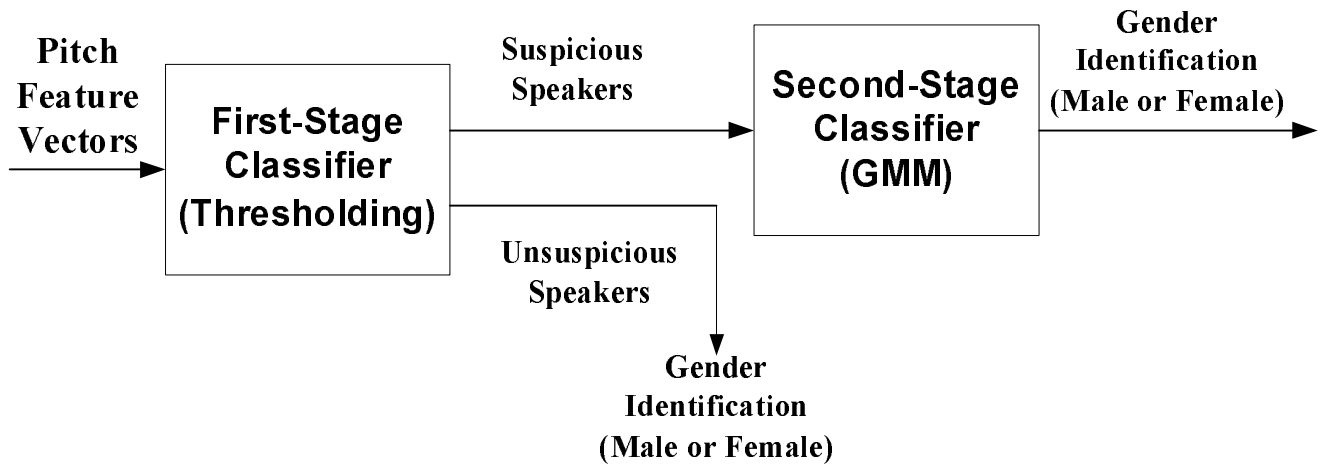 Pitch
Feature
Vectors
First-Stage
Classifier
(Thresholding)
Suspicious
Speakers
Unsuspicious
Speakers
Gender
Identification
(Male or Female)
Second-Stage
Classifier
(GMM)
Gender
Identification
(Male or Female)